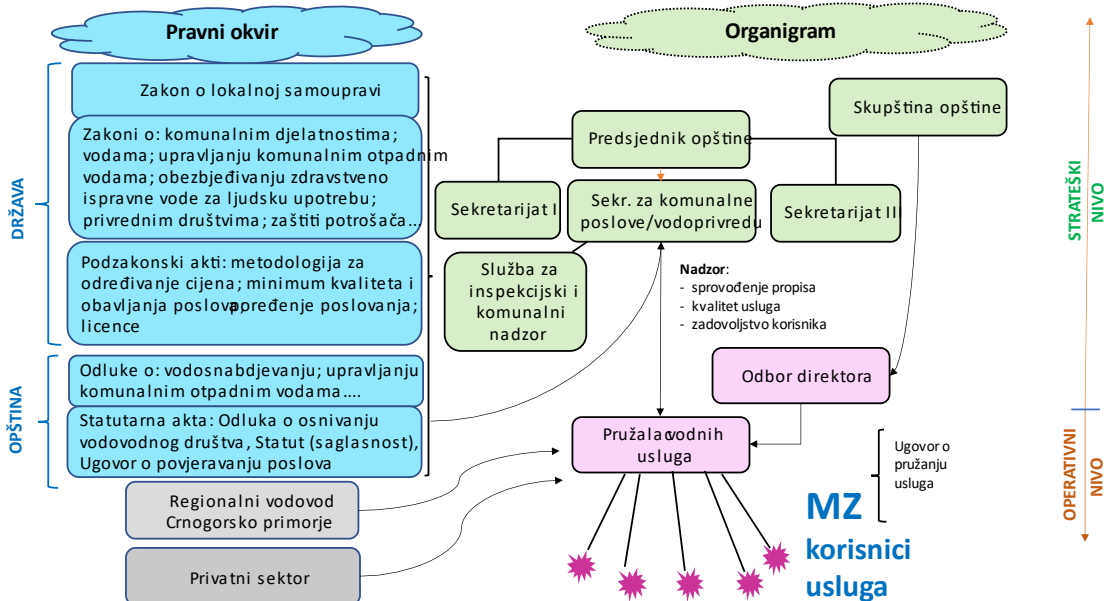 Pravni okvir
Organigram
DRŽAVA
Zakon o lokalnoj samoupravi
Zakoni o: komunalnim djelatnostima;
vodama; upravljanju komunalnim otpadnim
vodama; obezbjeđivanju zdravstveno
ispravne vode za ljudsku upotrebu;
privrednim društvima; zaštiti potrošača...
Podzakonski akti: metodologija za
određivanje cijena; minimum kvaliteta i
obavljanja poslova; poređenje poslovanja;
licence
OPŠTINA
Odluke o: vodosnabdjevanju; upravljanju
komunalnim otpadnim vodama....
Statutarna akta: Odluka o osnivanju
vodovodnog društva, Statut (saglasnost),
Ugovor o povjeravanju poslova
Regionalni vodovod
Crnogorsko primorje
Privatni sektor
Skupština opštine
Predsjednik opštine
Sekretarijat I
Sekr. za komunalne
poslove/vodoprivredu
Sekretarijat III
Služba za
inspekcijski i
komunalni
nadzor
Nadzor:
- sprovođenje propisa
- kvalitet usluga
- zadovoljstvo korisnika
Odbor direktora
Pružalac vodnih
usluga
Ugovor o
pružanju
usluga
MZ
korisnici
usluga
STRATEŠKI
NIVO
OPERATIVNI
NIVO